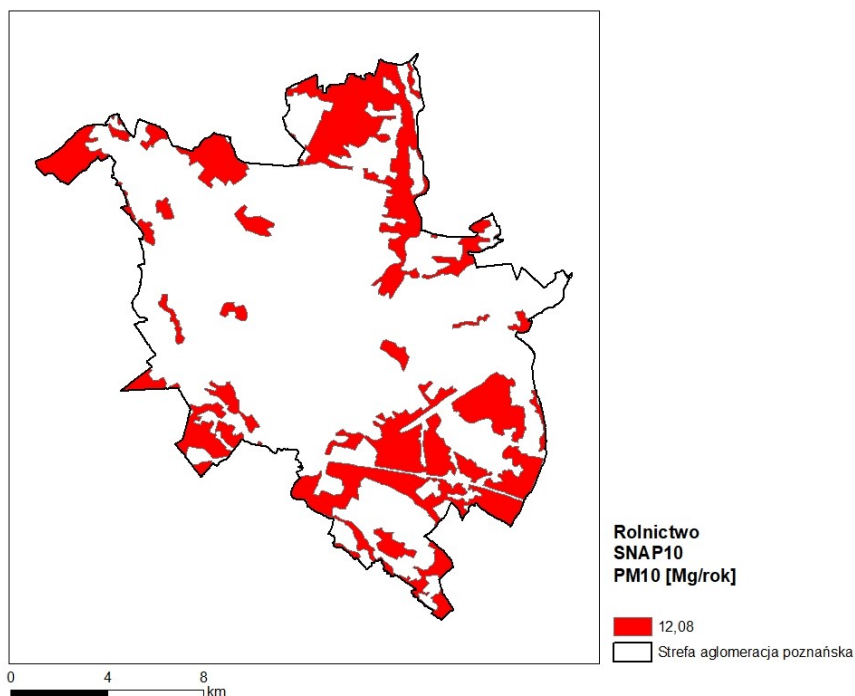 Rolnictwo
SNAP10
PM10 [Mg/rok]
12,08
Strefa aglomeracja poznańska
0 4 8
km